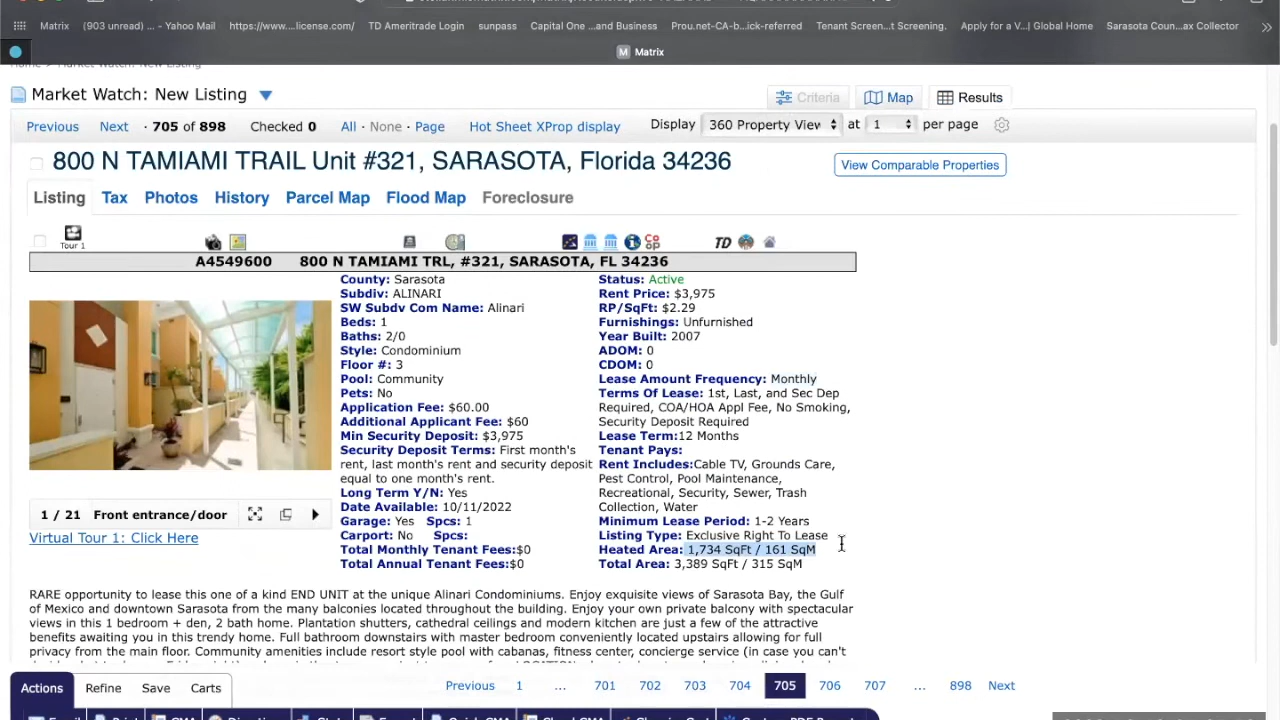 Matrix (903 unread) ... – Yahoo Mail https://www....license.com/ TD Ameritrade Login sunpass Capital One ...and Business Prou.net-CA-b...ick-referred Tenant Screen...t Screening. Apply for a V...| Global Home Sarasota Coun...ax Collector
M Matrix
Market Watch: New Listing
Criteria Map Results
Previous Next · 705 of 898 Checked 0 All · None · Page Hot Sheet XProp display Display 360 Property View at 1 per page
800 N TAMIAMI TRAIL Unit #321, SARASOTA, Florida 34236 View Comparable Properties
Listing Tax Photos History Parcel Map Flood Map Foreclosure
Tour 1 Co op TD
A4549600 800 N TAMIAMI TRL, #321, SARASOTA, FL 34236
County: Sarasota
Subdiv: ALINARI
SW Subdv Com Name: Alinari
Beds: 1
Baths: 2/0
Style: Condominium
Floor #: 3
Pool: Community
Pets: No
Application Fee: $60.00
Additional Applicant Fee: $60
Min Security Deposit: $3,975
Security Deposit Terms: First month's
rent, last month's rent and security deposit
equal to one month's rent.
Long Term Y/N: Yes
Date Available: 10/11/2022
Garage: Yes Spcs: 1
Carport: No Spcs:
Total Monthly Tenant Fees:$0
Total Annual Tenant Fees:$0
Status: Active
Rent Price: $3,975
RP/SqFt: $2.29
Furnishings: Unfurnished
Year Built: 2007
ADOM: 0
CDOM: 0
Lease Amount Frequency: Monthly
Terms Of Lease: 1st, Last, and Sec Dep
Required, COA/HOA Appl Fee, No Smoking,
Security Deposit Required
Lease Term:12 Months
Tenant Pays:
Rent Includes:Cable TV, Grounds Care,
Pest Control, Pool Maintenance,
Recreational, Security, Sewer, Trash
Collection, Water
Minimum Lease Period: 1-2 Years
Listing Type: Exclusive Right To Lease
Heated Area: 1,734 SqFt / 161 SqM
Total Area: 3,389 SqFt / 315 SqM
1 / 21 Front entrance/door
Virtual Tour 1: Click Here
RARE opportunity to lease this one of a kind END UNIT at the unique Alinari Condominiums. Enjoy exquisite views of Sarasota Bay, the Gulf
of Mexico and downtown Sarasota from the many balconies located throughout the building. Enjoy your own private balcony with spectacular
views in this 1 bedroom + den, 2 bath home. Plantation shutters, cathedral ceilings and modern kitchen are just a few of the attractive
benefits awaiting you in this trendy home. Full bathroom downstairs with master bedroom conveniently located upstairs allowing for full
privacy from the main floor. Community amenities include resort style pool with cabanas, fitness center, concierge service (in case you can't
Actions Refine Save Carts Previous 1 ... 701 702 703 704 705 706 707 ... 898 Next